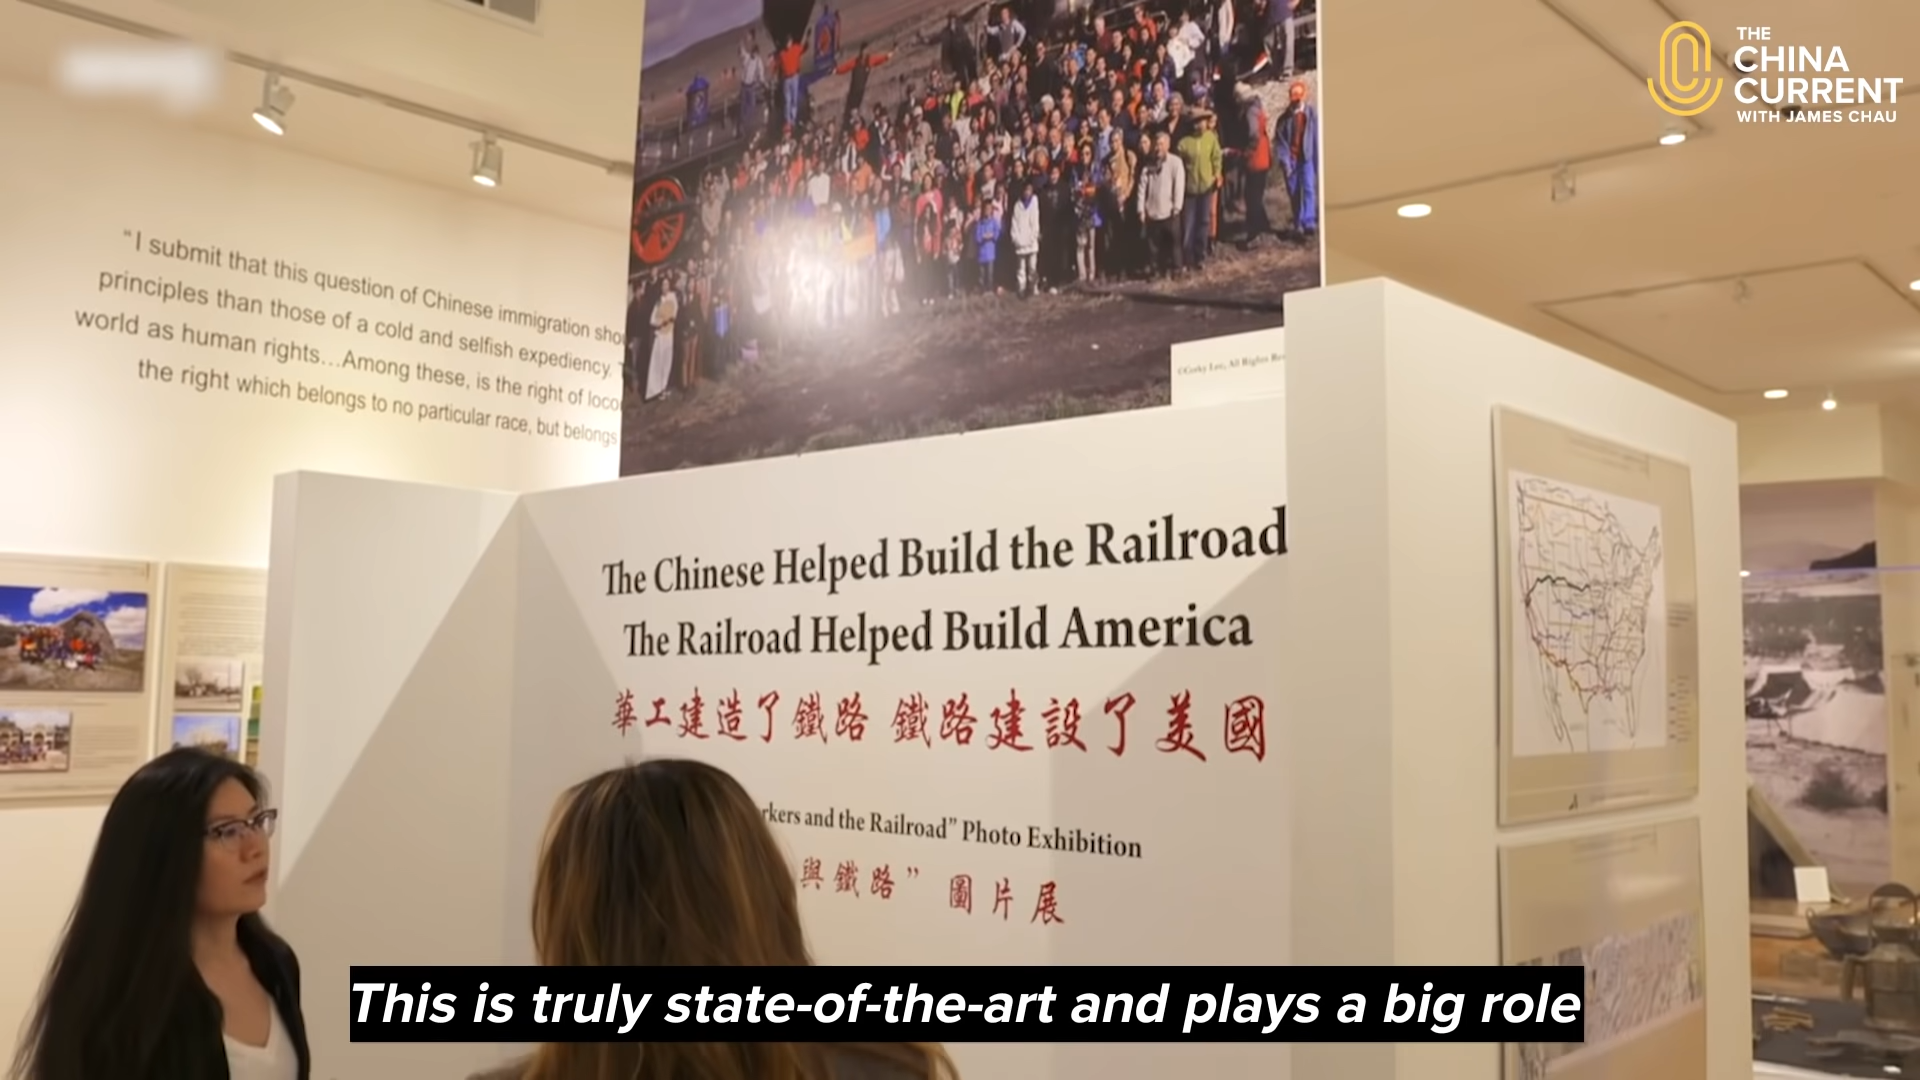 THE
CHINA
CURRENT
WITH JAMES CHAU
“I submit that this question of Chinese immigration
principles than those of a cold and selfish expediency.
world as human rights...Among these, is the right of
the right which belongs to no particular race, but belongs
©Corky Lee, All Rights
The Chinese Helped Build the Railroad
The Railroad Helped Build America
華工建造了鐵路 鐵路建設了美國
and the Railroad” Photo Exhibition
與鐵路” 圖片展
This is truly state-of-the-art and plays a big role